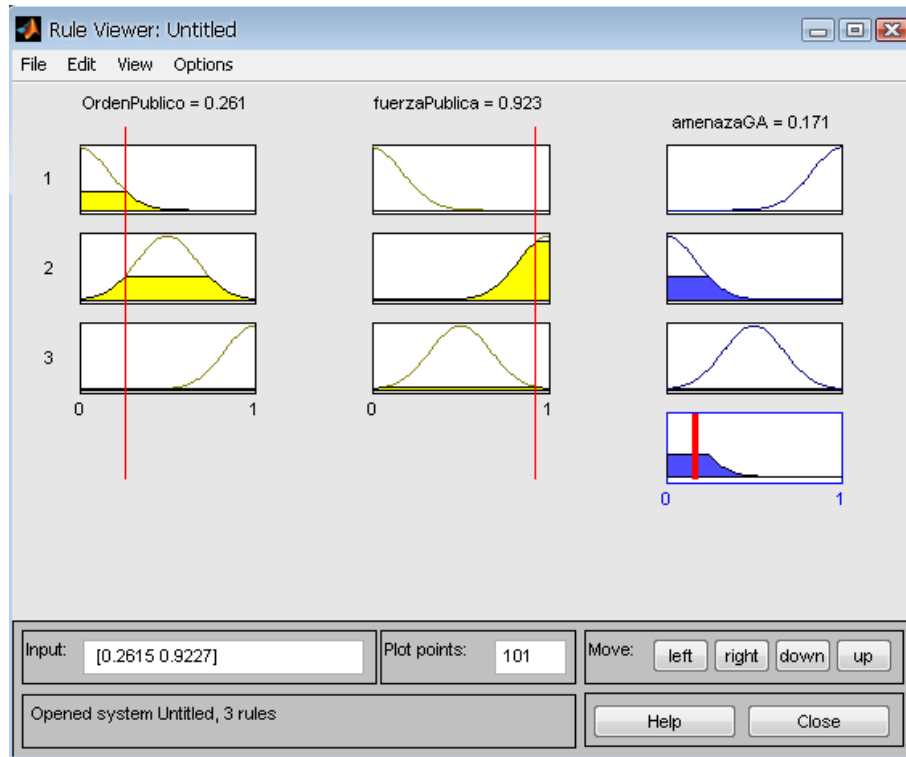 Rule Viewer: Untitled
File Edit View Options
OrdenPublico = 0.261 fuerzaPublica = 0.923 amenazaGA = 0.171
1
2
3
0 1 0 1
0 1
Input: [0.2615 0.9227] Plot points: 101 Move: left right down up
Opened system Untitled, 3 rules Help Close